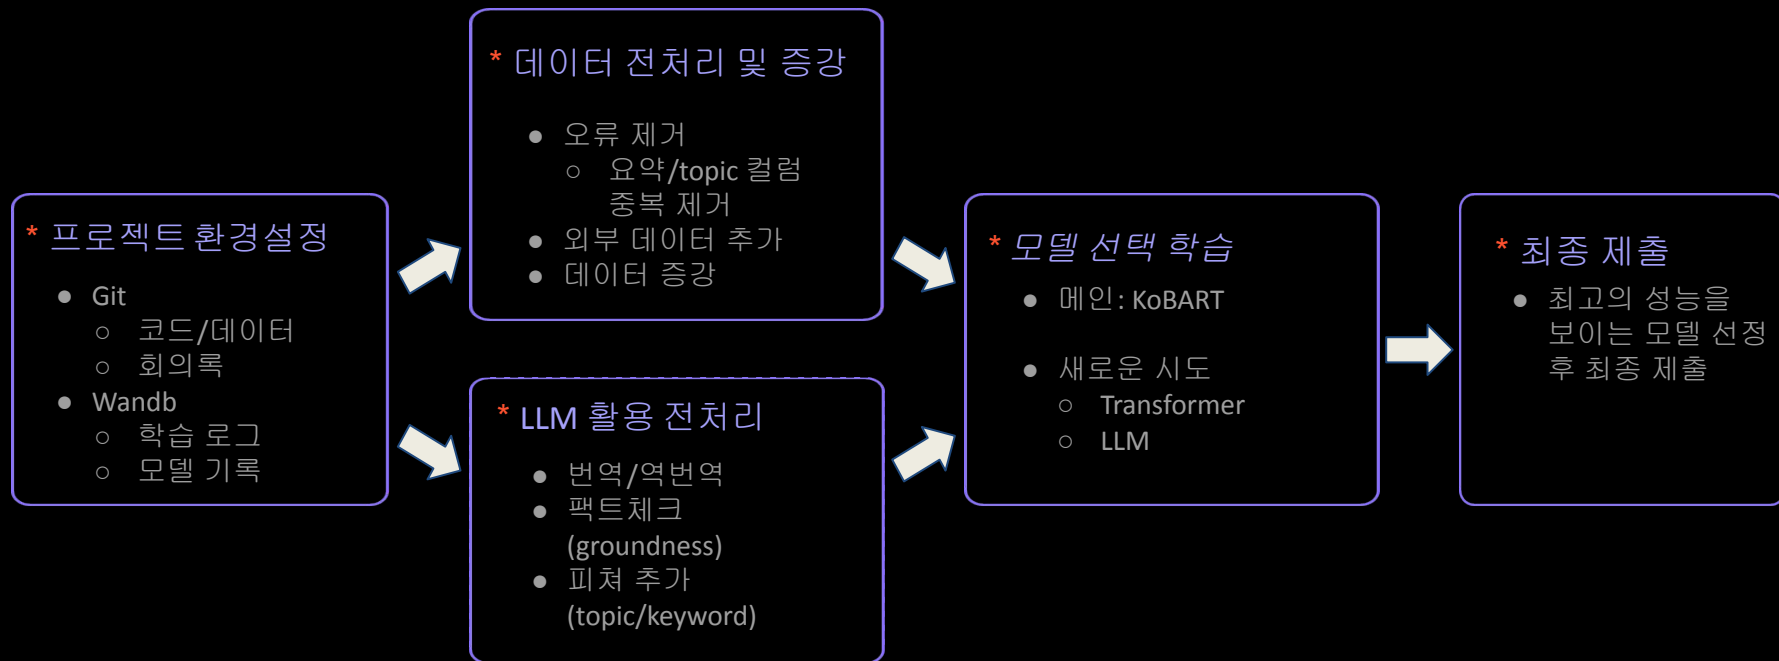 * 프로젝트 환경설정
● Git
○ 코드/데이터
○ 회의록
● Wandb
○ 학습 로그
○ 모델 기록
* 데이터 전처리 및 증강
● 오류 제거
○ 요약/topic 컬럼
중복 제거
● 외부 데이터 추가
● 데이터 증강
* LLM 활용 전처리
● 번역/역번역
● 팩트체크
(groundness)
● 피쳐 추가
(topic/keyword)
* 모델 선택 학습
● 메인: KoBART
● 새로운 시도
○ Transformer
○ LLM
* 최종 제출
● 최고의 성능을
보이는 모델 선정
후 최종 제출